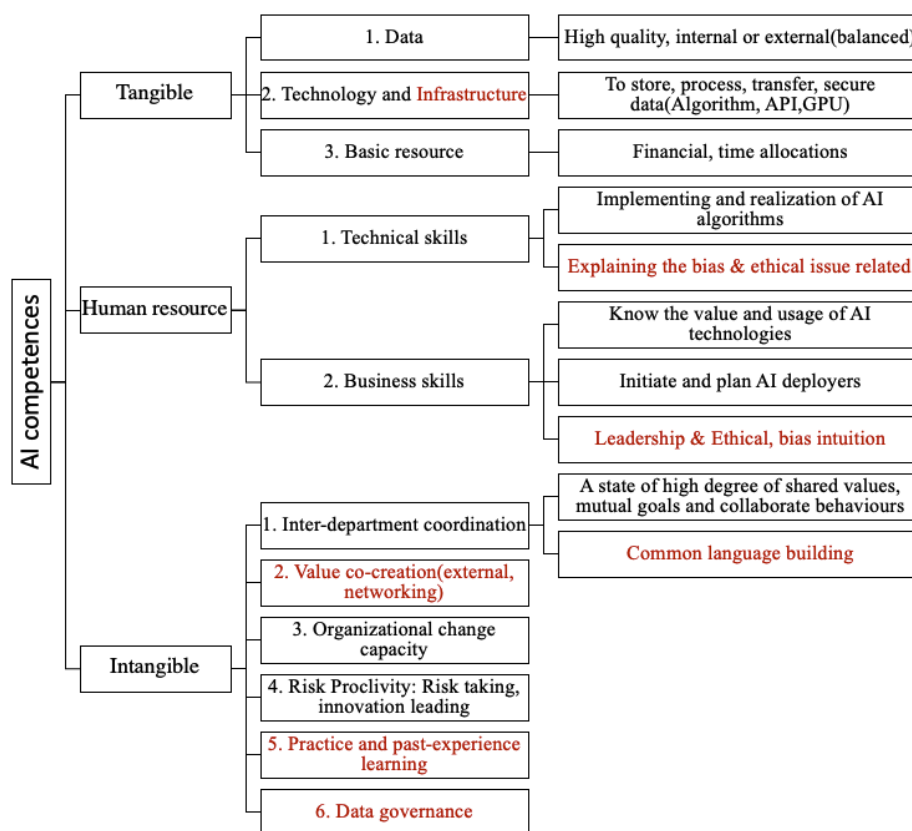 AI competences
Tangible
1. Data
High quality, internal or external(balanced)
2. Technology and Infrastructure
To store, process, transfer, secure
data(Algorithm, API,GPU)
3. Basic resource
Financial, time allocations
Human resource
1. Technical skills
Implementing and realization of AI
algorithms
Explaining the bias & ethical issue related
2. Business skills
Know the value and usage of AI
technologies
Initiate and plan AI deployers
Leadership & Ethical, bias intuition
Intangible
1. Inter-department coordination
A state of high degree of shared values,
mutual goals and collaborate behaviours
Common language building
2. Value co-creation(external,
networking)
3. Organizational change
capacity
4. Risk Proclivity: Risk taking,
innovation leading
5. Practice and past-experience
learning
6. Data governance